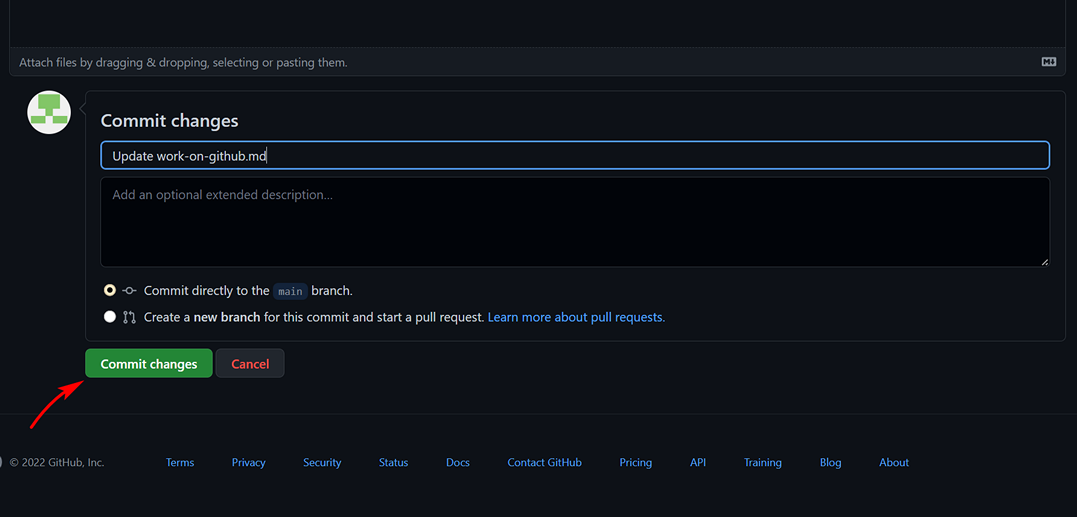 Attach files by dragging & dropping, selecting or pasting them.
Commit changes
Update work-on-github.md
Add an optional extended description...
Commit directly to the main branch.
Create a new branch for this commit and start a pull request. Learn more about pull requests.
Commit changes Cancel
© 2022 GitHub, Inc. Terms Privacy Security Status Docs Contact GitHub Pricing API Training Blog About